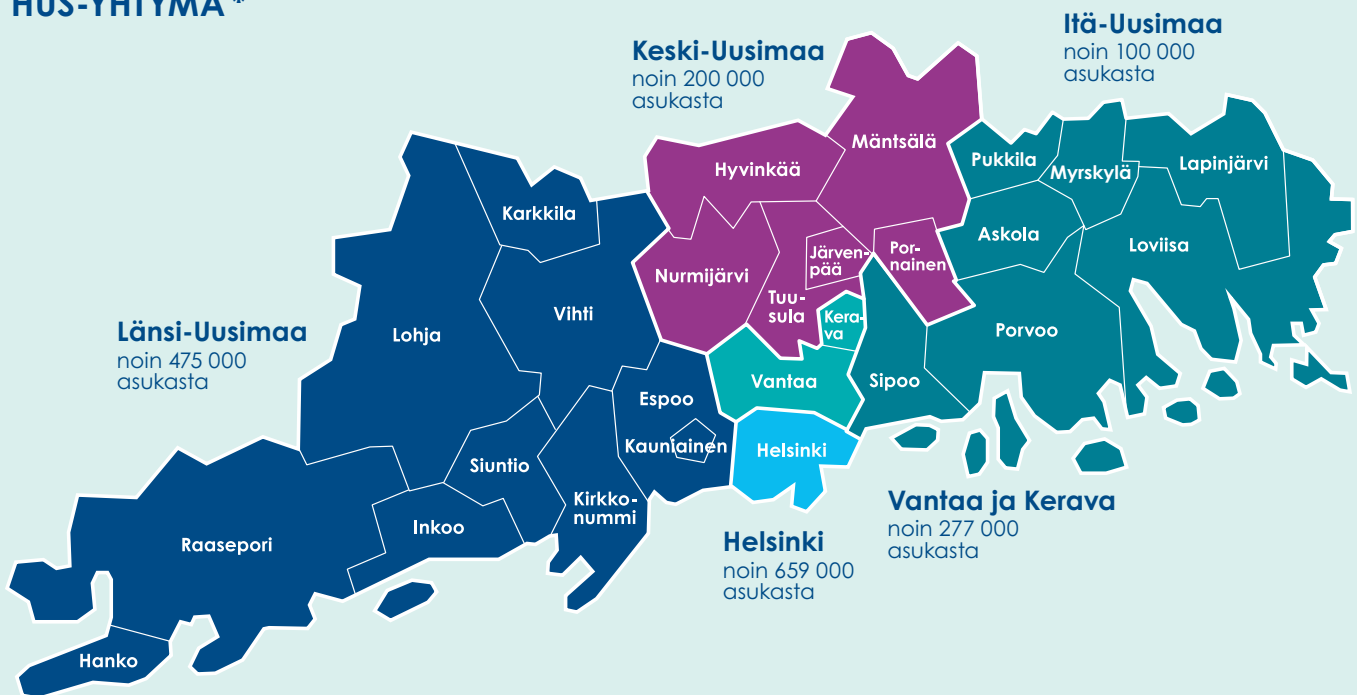 HUS-YHTYMÄ *
Itä-Uusimaa
noin 100 000
asukasta
Keski-Uusimaa
noin 200 000
asukasta
Mäntsälä
Hyvinkää
Pukkila
Myrskylä
Lapinjärvi
Karkkila
Askola
Loviisa
Nurmijärvi
Järven-
pää
Por-
nainen
Tuu-
sula
Kera-
va
Vihti
Porvoo
Länsi-Uusimaa
noin 475 000
asukasta
Lohja
Vantaa
Sipoo
Espoo
Kauniainen
Helsinki
Siuntio
Kirkko-
nummi
Inkoo
Raasepori
Hanko
Vantaa ja Kerava
noin 277 000
asukasta
Helsinki
noin 659 000
asukasta